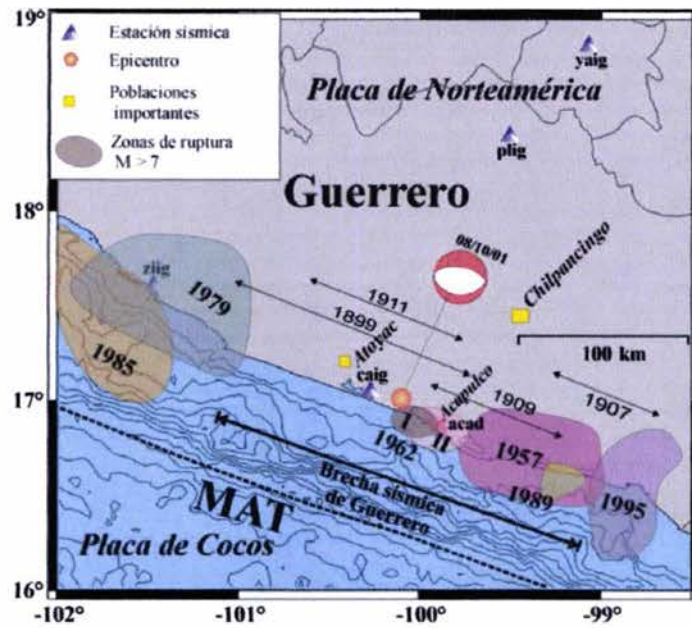 19°
18°
17°
16°
-102°
-101°
-100°
-99°
Estación sísmica
Epicentro
Poblaciones
importantes
Zonas de ruptura
M > 7
yaig
Placa de Norteamérica
plig
Guerrero
08/10/01
Chilpancingo
ziig
1979
1911
1899
100 km
1985
Atoyac
caig
Acapulco
1909
1907
I
II
acad
1962
1957
1989
1995
Brecha sísmica
de Guerrero
MAT
Placa de Cocos